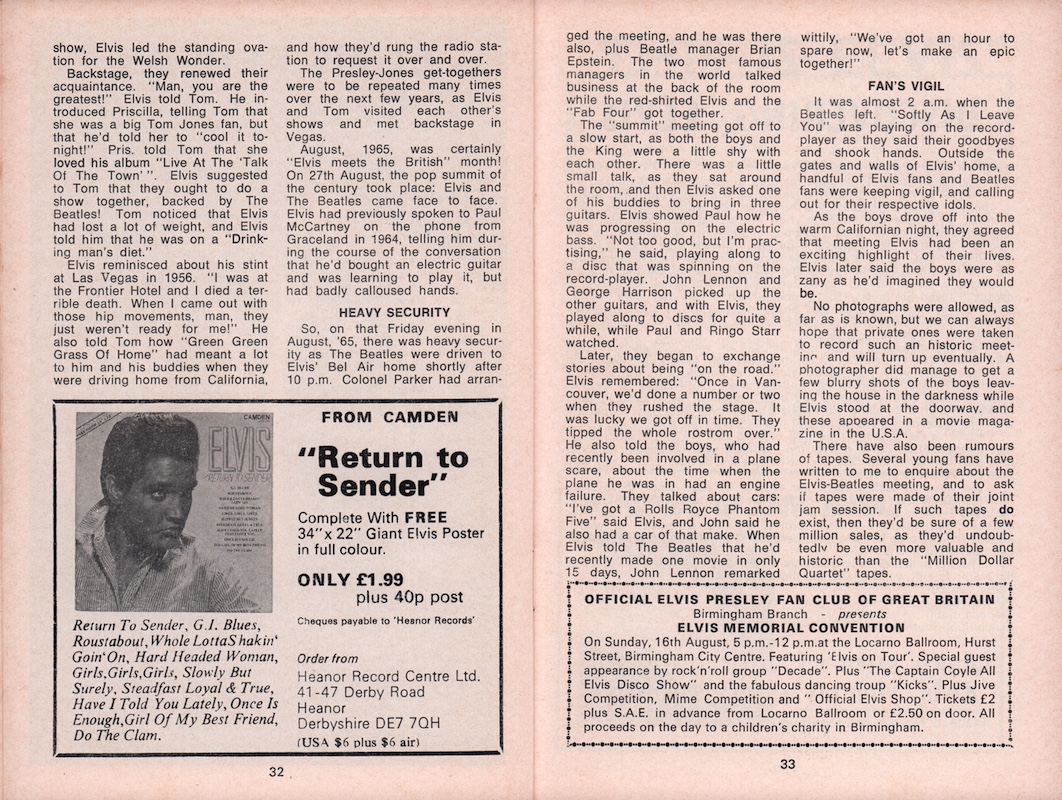 show, Elvis led the standing ova-
tion for the Welsh Wonder.
Backstage, they renewed their
acquaintance. "Man, you are the
greatest!" Elvis told Tom. He in-
troduced Priscilla, telling Tom that
she was a big Tom Jones fan, but
that he'd told her to "cool it to-
night!" Pris. told Tom that she
loved his album "Live At The 'Talk
Of The Town' ". Elvis suggested
to Tom that they ought to do a
show together, backed by The
Beatles! Tom noticed that Elvis
had lost a lot of weight, and Elvis
told him that he was on a "Drink-
ing man's diet."
Elvis reminisced about his stint
at Las Vegas in 1956. "I was at
the Frontier Hotel and I died a ter-
rible death. When I came out with
those hip movements, man, they
just weren't ready for me!" He
also told Tom how "Green Green
Grass Of Home" had meant a lot
to him and his buddies when they
were driving home from California,
and how they'd rung the radio sta-
tion to request it over and over.
The Presley-Jones get-togethers
were to be repeated many times
over the next few years, as Elvis
and Tom visited each other's
shows and met backstage in
Vegas.
August, 1965, was certainly
"Elvis meets the British" month!
On 27th August, the pop summit of
the century took place: Elvis and
The Beatles came face to face.
Elvis had previously spoken to Paul
McCartney on the phone from
Graceland in 1964, telling him dur-
ing the course of the conversation
that he'd bought an electric guitar
and was learning to play it, but
had badly calloused hands.
HEAVY SECURITY
So, on that Friday evening in
August, '65, there was heavy secur-
ity as The Beatles were driven to
Elvis' Bel Air home shortly after
10 p.m. Colonel Parker had arran-
CAMDEN
ELVIS
RETURN TO SENDER
FROM CAMDEN
"Return to
Sender"
Complete With FREE
34"x 22" Giant Elvis Poster
in full colour.
ONLY £1.99
plus 40p post
Cheques payable to 'Heanor Records'
Order from
Heanor Record Centre Ltd.
41-47 Derby Road
Heanor
Derbyshire DE7 7QH
(USA $6 plus $6 air)
Return To Sender, G.I. Blues,
Roustabout, Whole LottaShakin'
Goin'On, Hard Headed Woman,
Girls,Girls,Girls, Slowly But
Surely, Steadfast Loyal & True,
Have I Told You Lately, Once Is
Enough,Girl Of My Best Friend,
Do The Clam.
32
ged the meeting, and he was there
also, plus Beatle manager Brian
Epstein. The two most famous
managers in the world talked
business at the back of the room
while the red-shirted Elvis and the
"Fab Four" got together.
The "summit" meeting got off to
a slow start, as both the boys and
the King were a little shy with
each other. There was a little
small talk, as they sat around
the room, and then Elvis asked one
of his buddies to bring in three
guitars. Elvis showed Paul how he
was progressing on the electric
bass. "Not too good, but I'm prac-
tising," he said, playing along to
a disc that was spinning on the
record-player. John Lennon and
George Harrison picked up the
other guitars, and with Elvis, they
played along to discs for quite a
while, while Paul and Ringo Starr
watched.
Later, they began to exchange
stories about being "on the road."
Elvis remembered: "Once in Van-
couver, we'd done a number or two
when they rushed the stage. It
was lucky we got off in time. They
tipped the whole rostrom over."
He also told the boys, who had
recently been involved in a plane
scare, about the time when the
plane he was in had an engine
failure. They talked about cars:
"I've got a Rolls Royce Phantom
Five" said Elvis, and John said he
also had a car of that make. When
Elvis told The Beatles that he'd
recently made one movie in only
15 days, John Lennon remarked
wittily, "We've got an hour to
spare now, let's make an epic
together!"
FAN'S VIGIL
It was almost 2 a.m. when the
Beatles left. "Softly As I Leave
You" was playing on the record-
player as they said their goodbyes
and shook hands. Outside the
gates and walls of Elvis' home, a
handful of Elvis fans and Beatles
fans were keeping vigil, and calling
out for their respective idols.
As the boys drove off into the
warm Californian night, they agreed
that meeting Elvis had been an
exciting highlight of their lives.
Elvis later said the boys were as
zany as he'd imagined they would
be.
No photographs were allowed, as
far as is known, but we can always
hope that private ones were taken
to record such an historic meet-
ing and will turn up eventually. A
photographer did manage to get a
few blurry shots of the boys leav-
ing the house in the darkness while
Elvis stood at the doorway. and
these apoeared in a movie maga-
zine in the U.S.A.
There have also been rumours
of tapes. Several young fans have
written to me to enquire about the
Elvis-Beatles meeting, and to ask
if tapes were made of their joint
jam session. If such tapes do
exist, then they'd be sure of a few
million sales, as they'd undoub-
tedly be even more valuable and
historic than the "Million Dollar
Quartet" tapes.
OFFICIAL ELVIS PRESLEY FAN CLUB OF GREAT BRITAIN
Birmingham Branch - presents
ELVIS MEMORIAL CONVENTION
On Sunday, 16th August, 5 p.m.-12 p.m.at the Locarno Ballroom, Hurst
Street, Birmingham City Centre. Featuring 'Elvis on Tour'. Special guest
appearance by rock'n'roll group "Decade". Plus "The Captain Coyle All
Elvis Disco Show" and the fabulous dancing troup "Kicks". Plus Jive
Competition, Mime Competition and " Official Elvis Shop". Tickets £2
plus S.A.E. in advance from Locarno Ballroom or £2.50 on door. All
proceeds on the day to a children's charity in Birmingham.
33